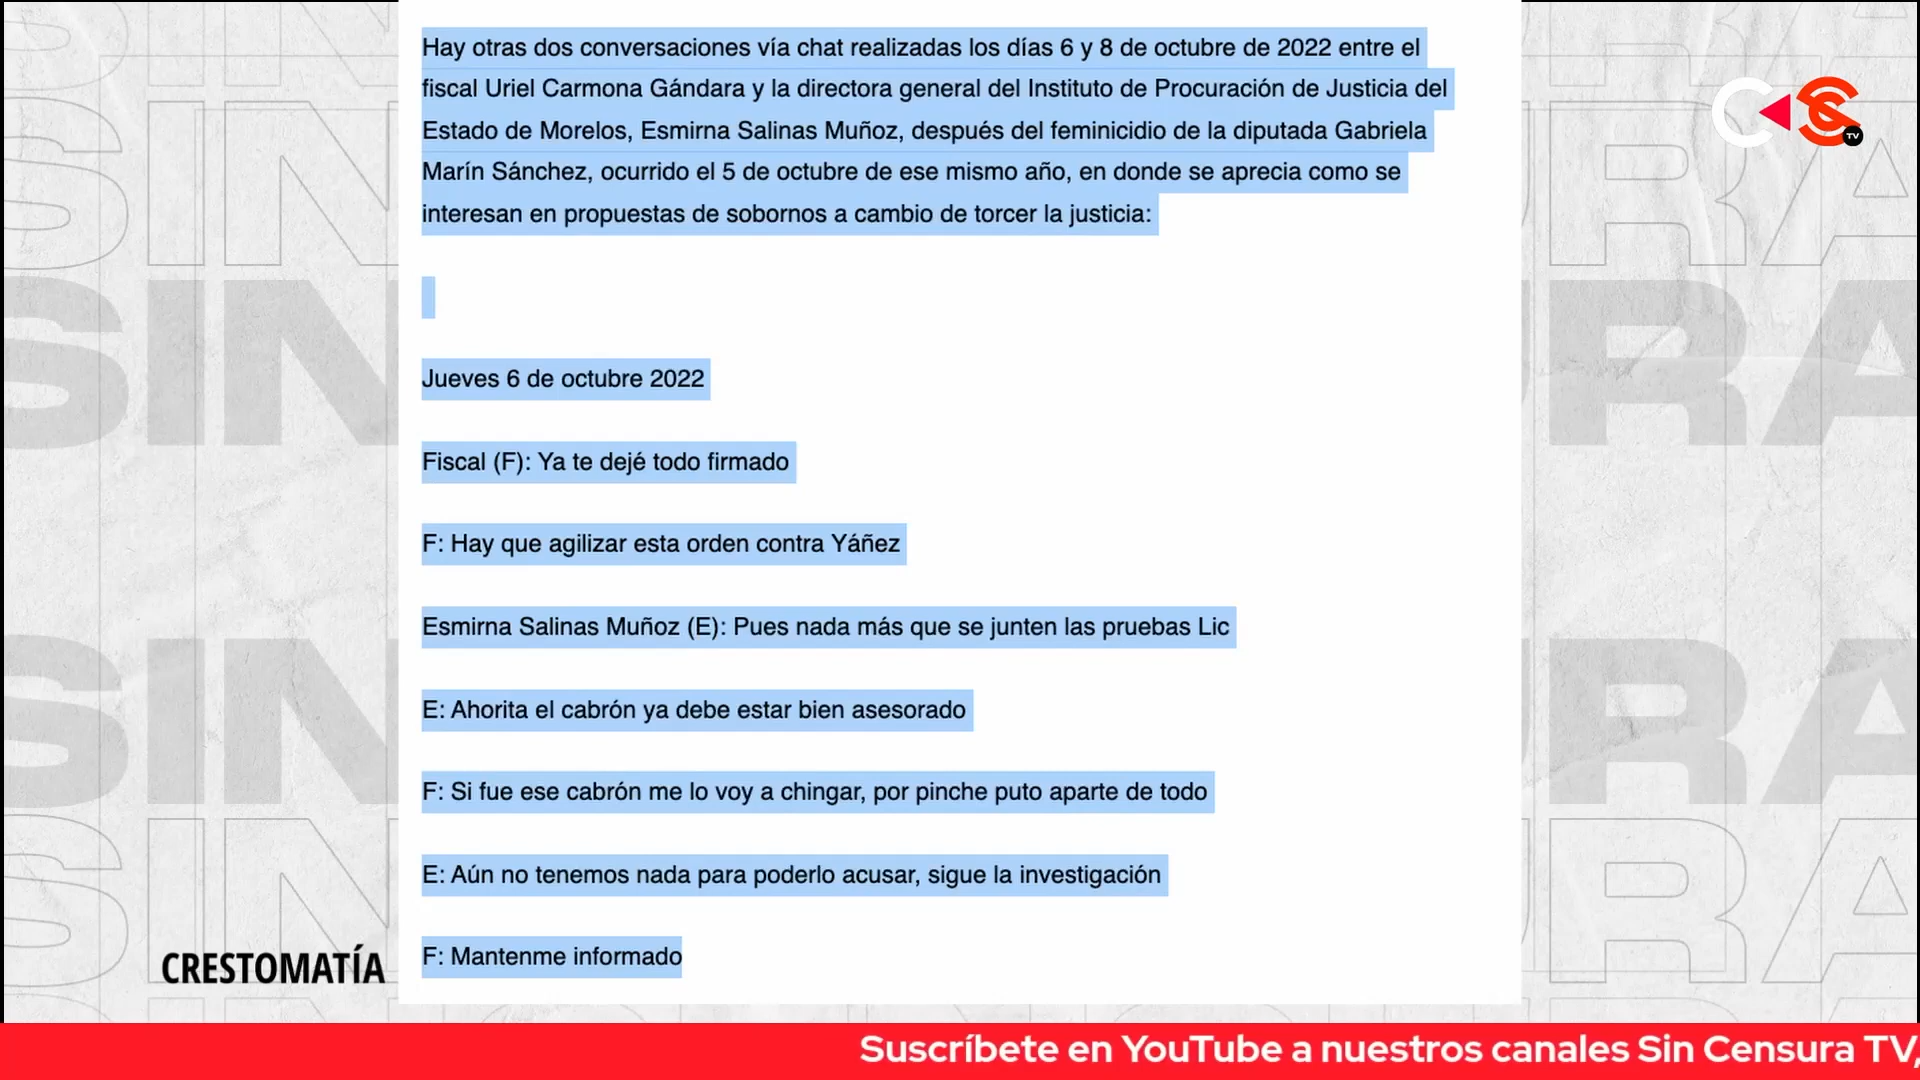 Hay otras dos conversaciones vía chat realizadas los días 6 y 8 de octubre de 2022 entre el
fiscal Uriel Carmona Gándara y la directora general del Instituto de Procuración de Justicia del
Estado de Morelos, Esmirna Salinas Muñoz, después del feminicidio de la diputada Gabriela
Marín Sánchez, ocurrido el 5 de octubre de ese mismo año, en donde se aprecia como se
interesan en propuestas de sobornos a cambio de torcer la justicia:
Jueves 6 de octubre 2022
Fiscal (F): Ya te dejé todo firmado
F: Hay que agilizar esta orden contra Yáñez
Esmirna Salinas Muñoz (E): Pues nada más que se junten las pruebas Lic
E: Ahorita el cabrón ya debe estar bien asesorado
F: Si fue ese cabrón me lo voy a chingar, por pinche puto aparte de todo
E: Aún no tenemos nada para poderlo acusar, sigue la investigación
F: Mantenme informado
CRESTOMATÍA
TV
Suscríbete en YouTube a nuestros canales Sin Censura TV,